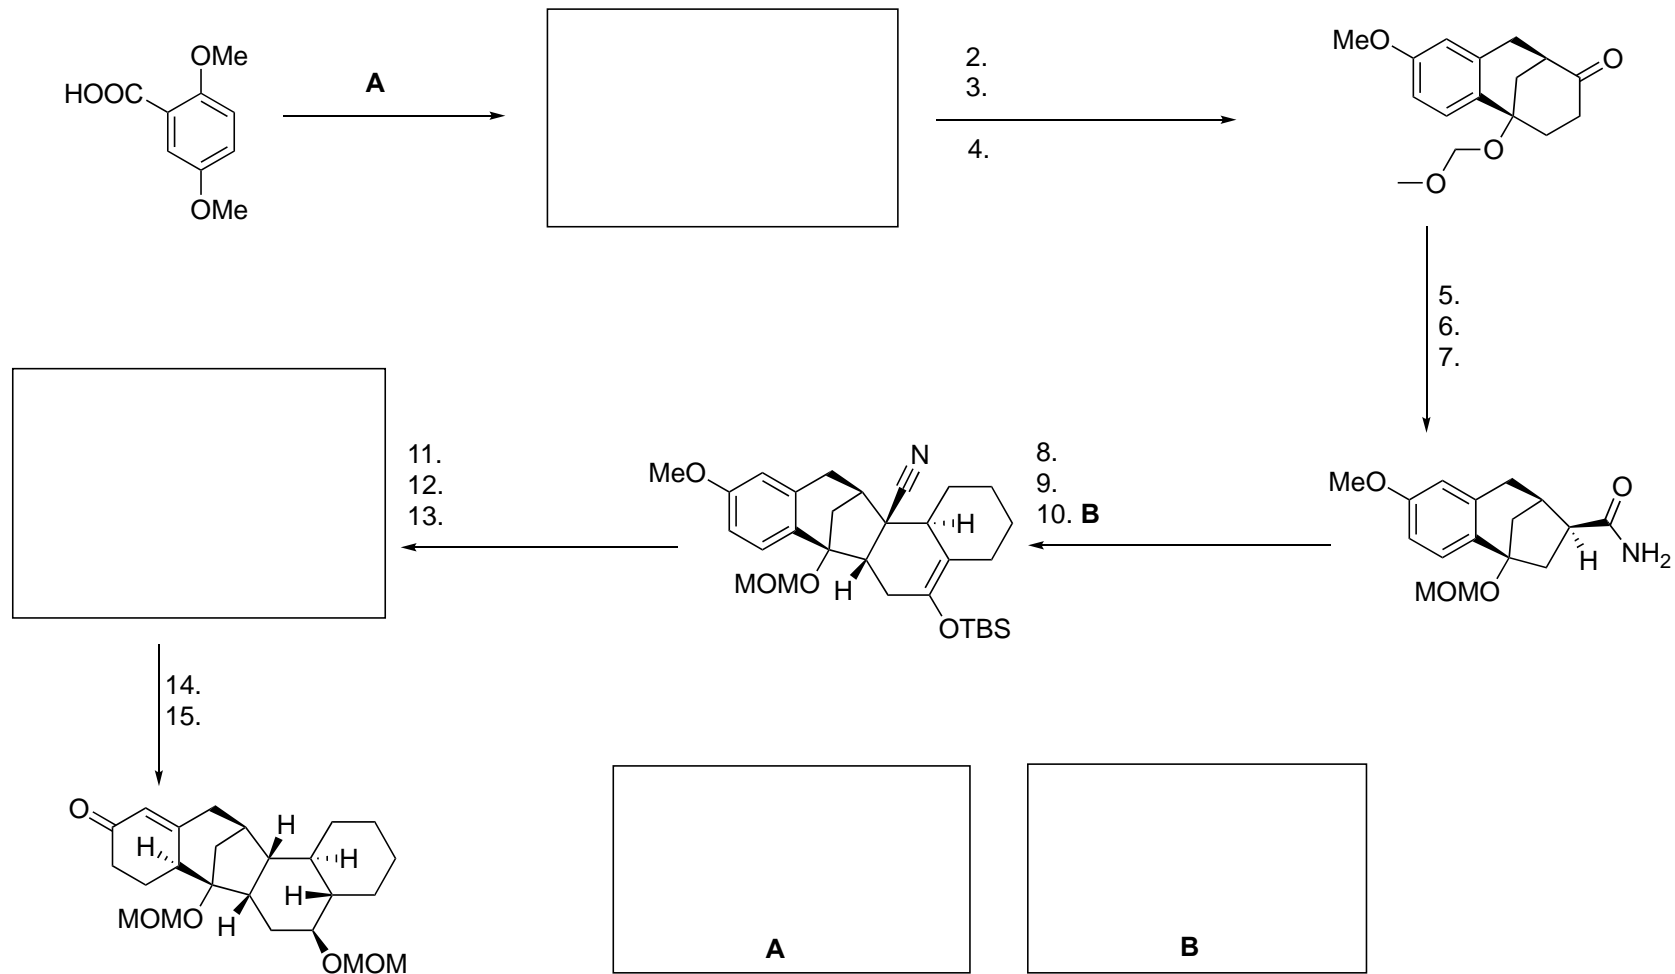 OMe
HOOC
OMe
A
2.
3.
4.
MeO
O
O
O
5.
6.
7.
MeO
O
NH2
H
MOMO
8.
9.
10. B
N
MeO
H
MOMO
H
OTBS
11.
12.
13.
14.
15.
O
H
H
H
H
MOMO
H
OMOM
A
B